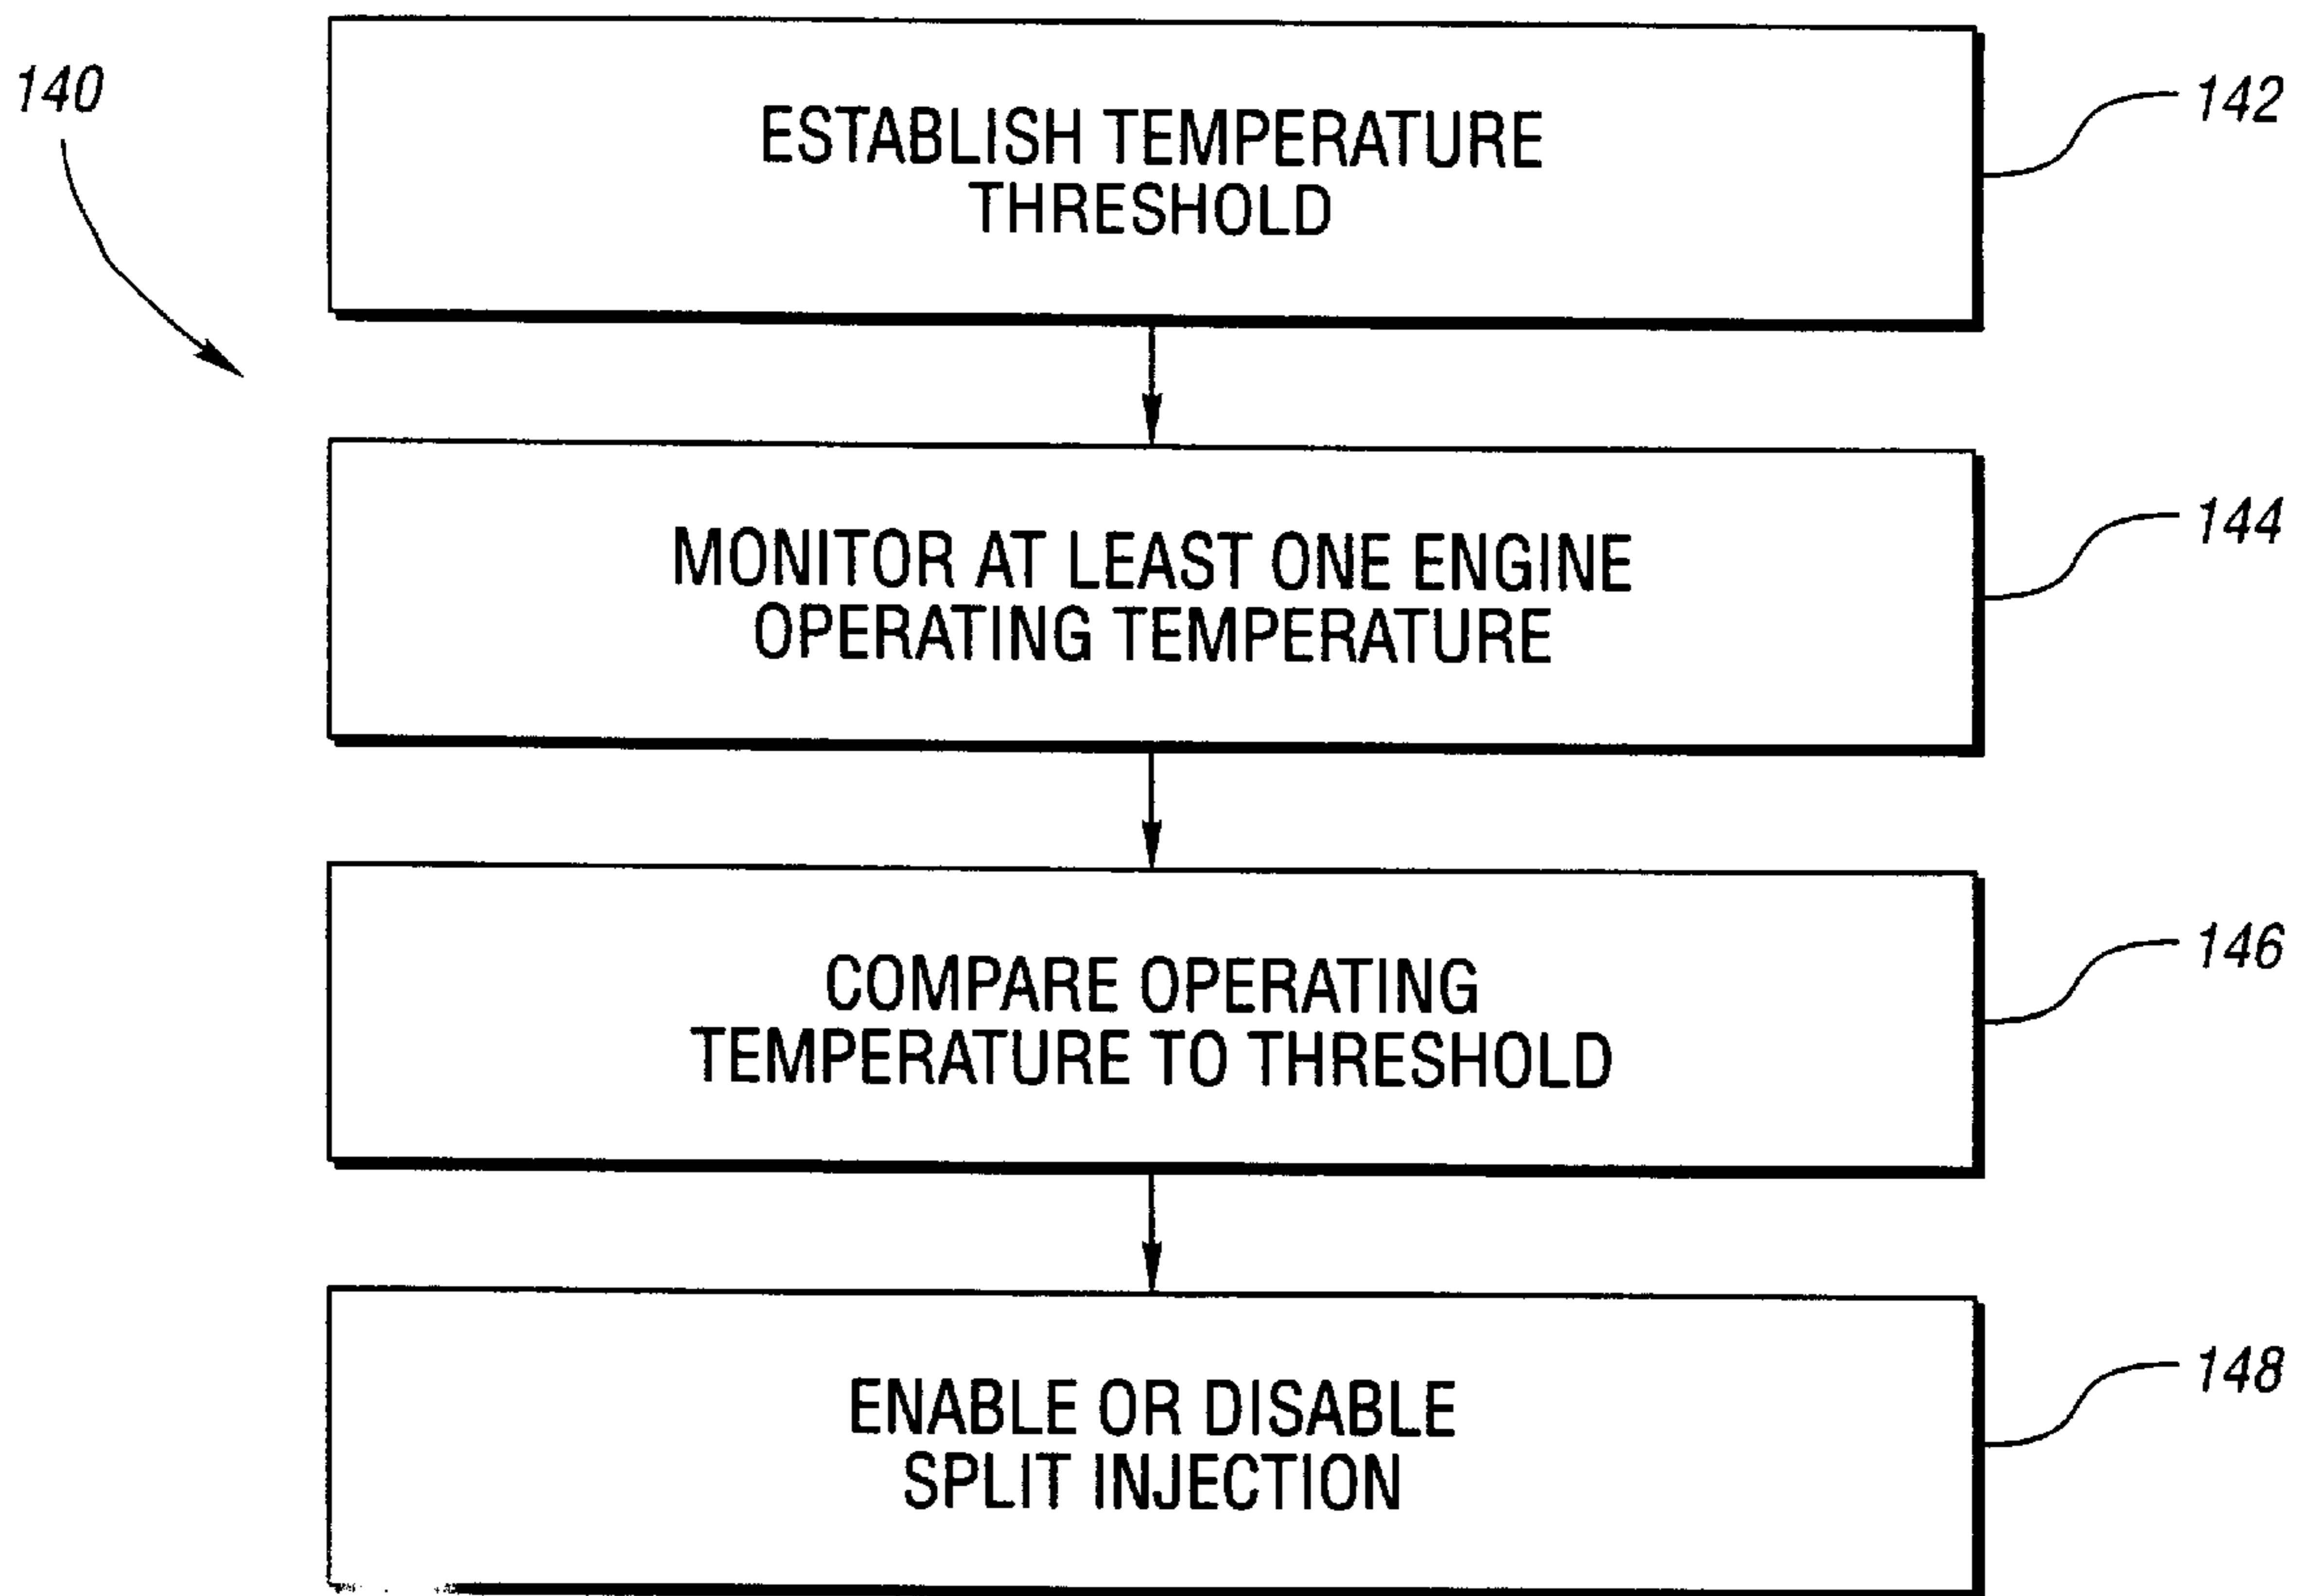 140
ESTABLISH TEMPERATURE
THRESHOLD
142
MONITOR AT LEAST ONE ENGINE
OPERATING TEMPERATURE
144
COMPARE OPERATING
TEMPERATURE TO THRESHOLD
146
ENABLE OR DISABLE
SPLIT INJECTION
148